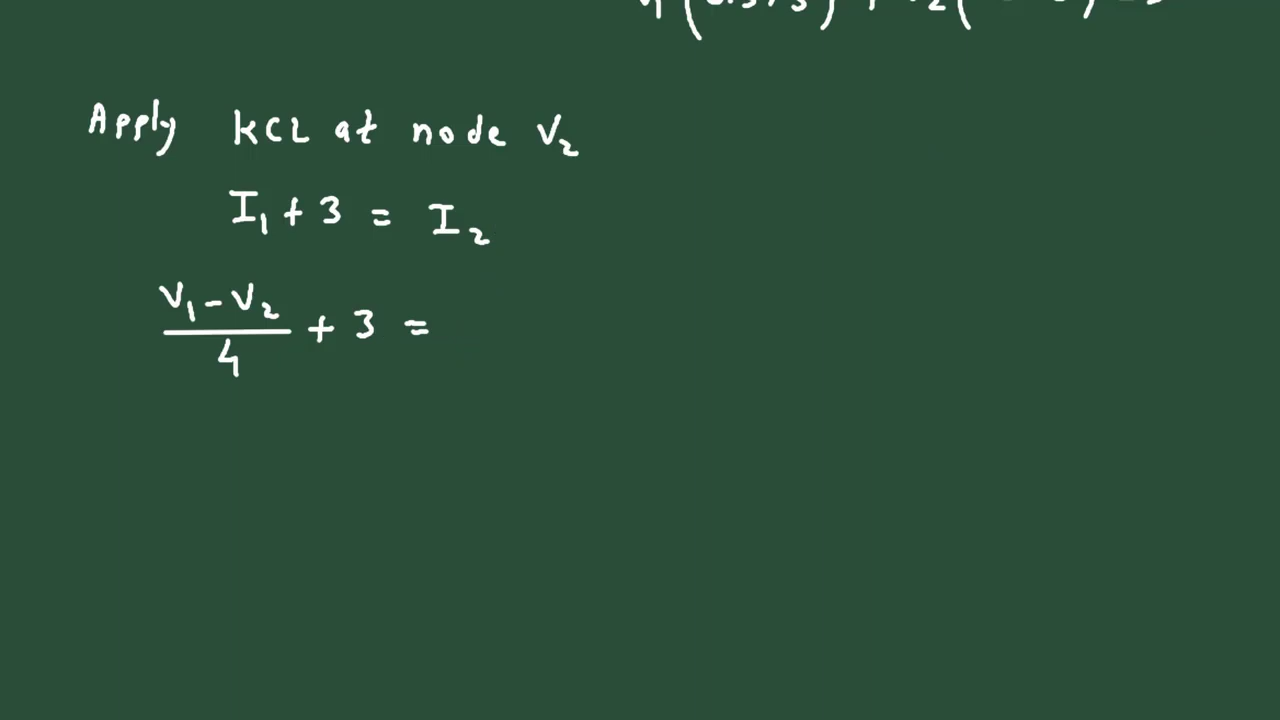 Apply KCL at node V₂
I₁ + 3 = I₂
V₁ - V₂
4
+ 3 =